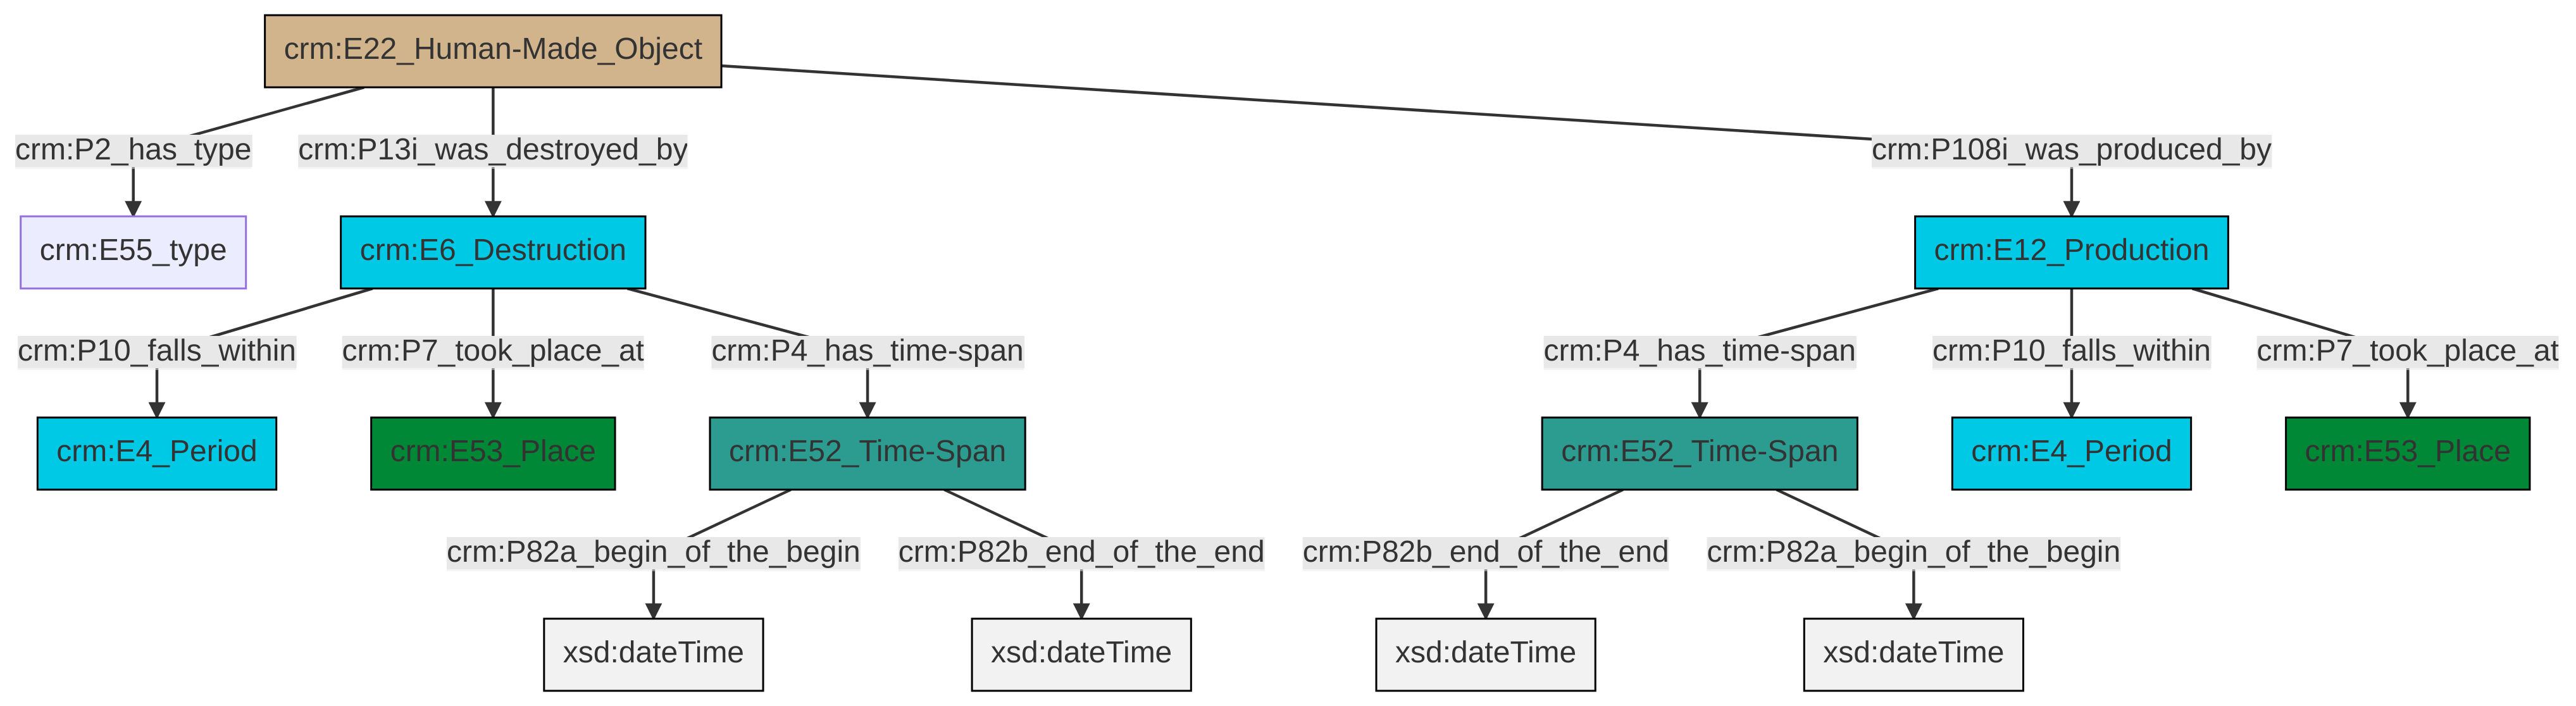 crm:E22_Human-Made_Object
crm:P2_has_type
crm:P13i_was_destroyed_by
crm:P108i_was_produced_by
crm:E55_type
crm:E6_Destruction
crm:E12_Production
crm:P10_falls_within
crm:P7_took_place_at
crm:P4_has_time-span
crm:P4_has_time-span
crm:P10_falls_within
crm:P7_took_place_at
crm:E4_Period
crm:E53_Place
crm:E52_Time-Span
crm:E52_Time-Span
crm:E4_Period
crm:E53_Place
crm:P82a_begin_of_the_begin
crm:P82b_end_of_the_end
crm:P82b_end_of_the_end
crm:P82a_begin_of_the_begin
xsd:dateTime
xsd:dateTime
xsd:dateTime
xsd:dateTime